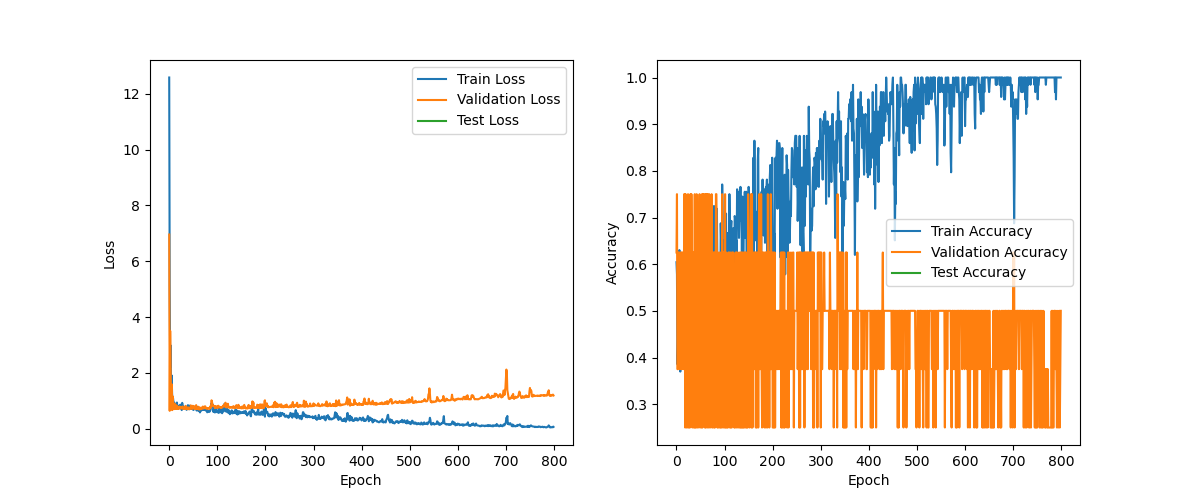 Train Loss
Validation Loss
Test Loss
12
10
8
6
4
2
0
Loss
0 100 200 300 400 500 600 700 800
Epoch
Train Accuracy
Validation Accuracy
Test Accuracy
1.0
0.9
0.8
0.7
0.6
0.5
0.4
0.3
Accuracy
0 100 200 300 400 500 600 700 800
Epoch